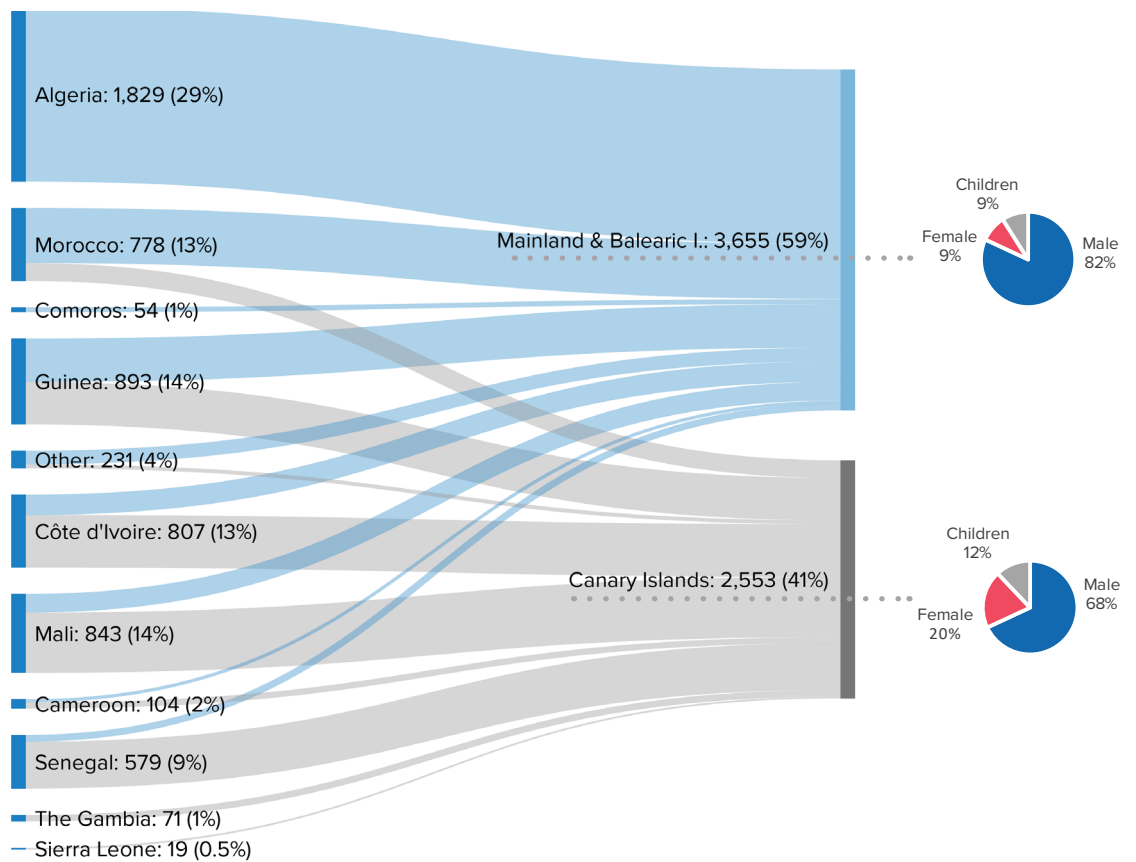 Algeria: 1,829 (29%)
Morocco: 778 (13%)
Comoros: 54 (1%)
Guinea: 893 (14%)
Other: 231 (4%)
Côte d'Ivoire: 807 (13%)
Mali: 843 (14%)
Cameroon: 104 (2%)
Senegal: 579 (9%)
The Gambia: 71 (1%)
Sierra Leone: 19 (0.5%)
Mainland & Balearic I.: 3,655 (59%)
Canary Islands: 2,553 (41%)
Children
9%
Female
9%
Male
82%
Children
12%
Female
20%
Male
68%